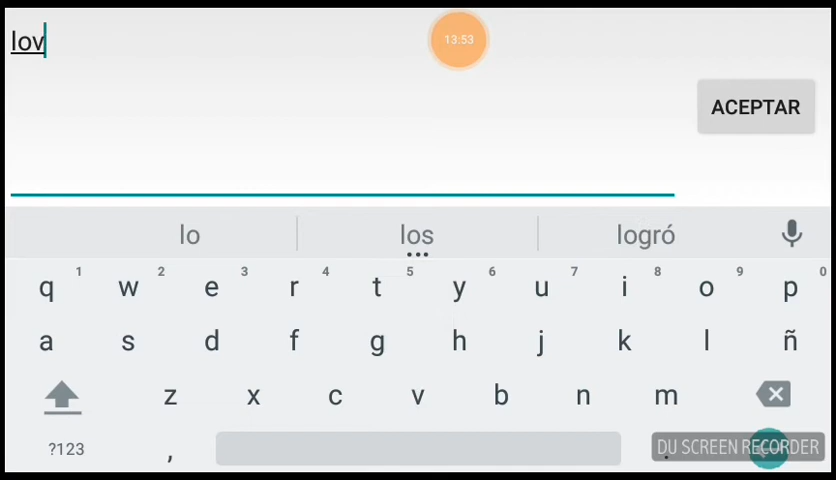 lov
13:53
ACEPTAR
lo los logró
q 1 w 2 e 3 r 4 t 5 y 6 u 7 i 8 o 9 p 0
a s d f g h j k l ñ
z x c v b n m
?123 , .
DU SCREEN RECORDER